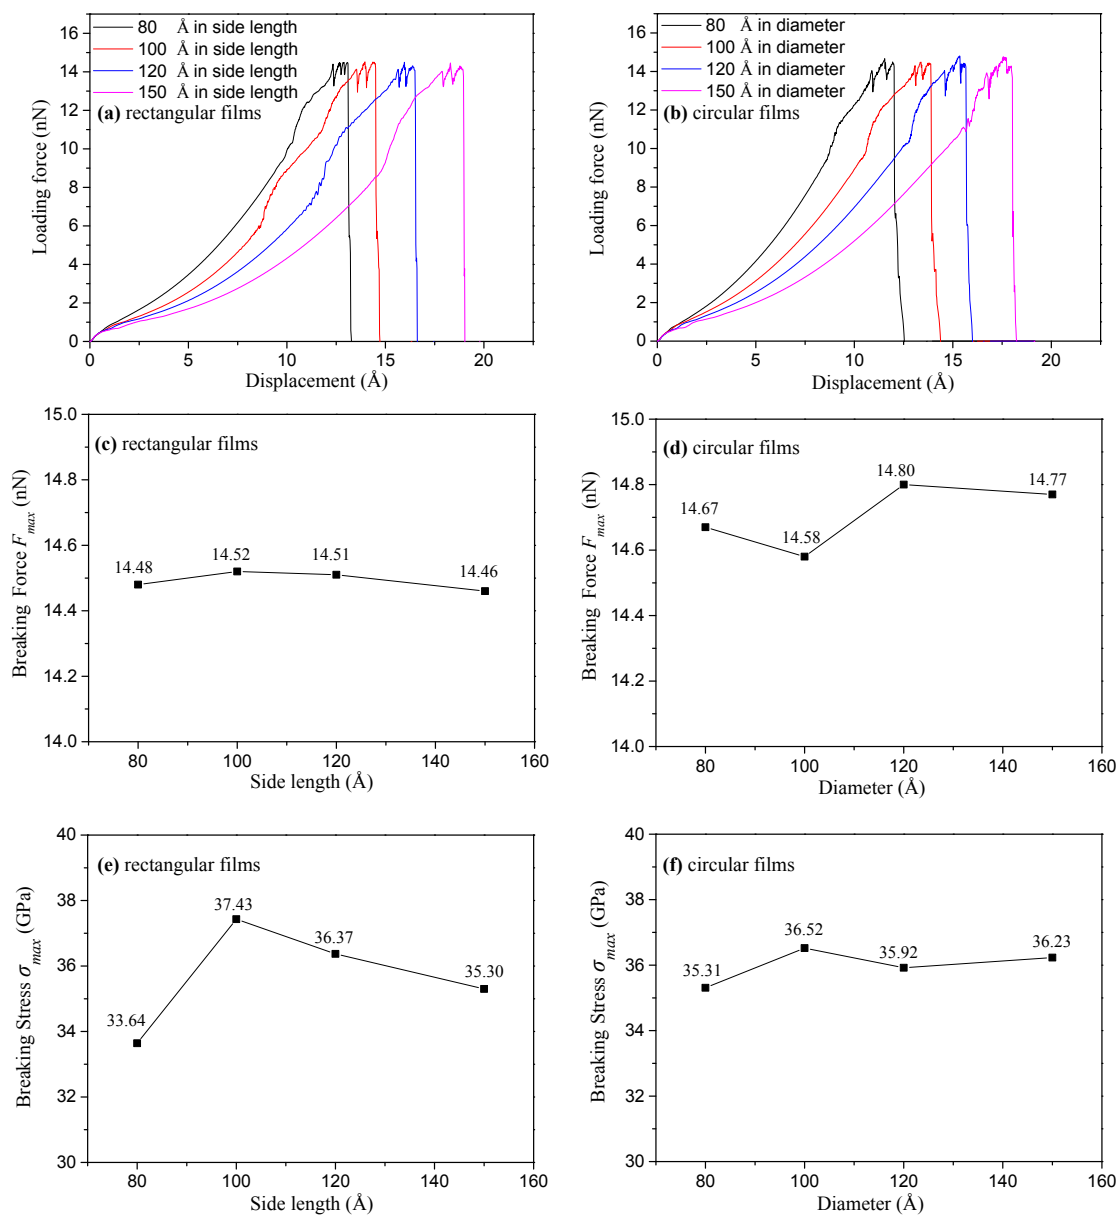 80 Å in side length
100 Å in side length
120 Å in side length
150 Å in side length
(a) rectangular films
Loading force (nN)
16
14
12
10
8
6
4
2
0
0 5 10 15 20
Displacement (Å)
80 Å in diameter
100 Å in diameter
120 Å in diameter
150 Å in diameter
(b) circular films
Loading force (nN)
16
14
12
10
8
6
4
2
0
0 5 10 15 20
Displacement (Å)
(c) rectangular films
Breaking Force F_max (nN)
15.0
14.8
14.6
14.4
14.2
14.0
14.48 14.52 14.51 14.46
80 100 120 140 160
Side length (Å)
(d) circular films
Breaking Force F_max (nN)
15.0
14.8
14.6
14.4
14.2
14.0
14.67 14.58 14.80 14.77
80 100 120 140 160
Diameter (Å)
(e) rectangular films
Breaking Stress σ_max (GPa)
40
38
36
34
32
30
33.64 37.43 36.37 35.30
80 100 120 140 160
Side length (Å)
(f) circular films
Breaking Stress σ_max (GPa)
40
38
36
34
32
30
35.31 36.52 35.92 36.23
80 100 120 140 160
Diameter (Å)